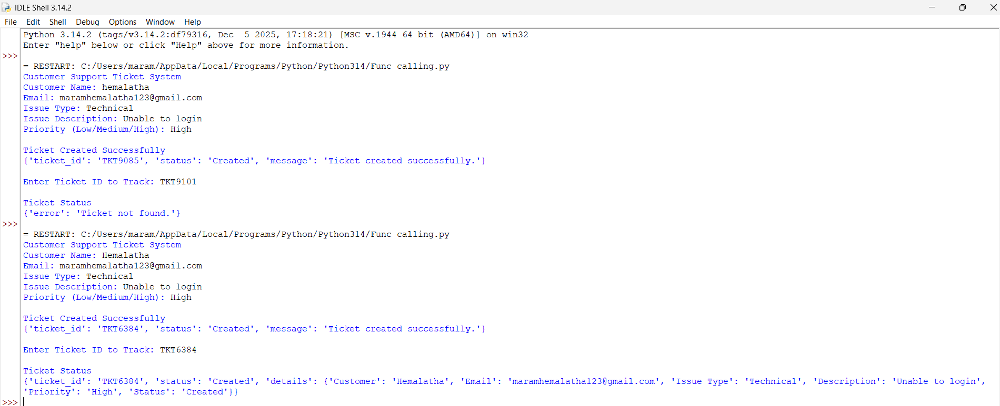 IDLE Shell 3.14.2
File Edit Shell Debug Options Window Help
Python 3.14.2 (tags/v3.14.2:df79316, Dec  5 2025, 17:18:21) [MSC v.1944 64 bit (AMD64)] on win32
Enter "help" below or click "Help" above for more information.
>>>
= RESTART: C:/Users/maram/AppData/Local/Programs/Python/Python314/Func calling.py
Customer Support Ticket System
Customer Name: hemalatha
Email: maramhemalatha123@gmail.com
Issue Type: Technical
Issue Description: Unable to login
Priority (Low/Medium/High): High
Ticket Created Successfully
{'ticket_id': 'TKT9085', 'status': 'Created', 'message': 'Ticket created successfully.'}
Enter Ticket ID to Track: TKT9101
Ticket Status
{'error': 'Ticket not found.'}
>>>
= RESTART: C:/Users/maram/AppData/Local/Programs/Python/Python314/Func calling.py
Customer Support Ticket System
Customer Name: Hemalatha
Email: maramhemalatha123@gmail.com
Issue Type: Technical
Issue Description: Unable to login
Priority (Low/Medium/High): High
Ticket Created Successfully
{'ticket_id': 'TKT6384', 'status': 'Created', 'message': 'Ticket created successfully.'}
Enter Ticket ID to Track: TKT6384
Ticket Status
{'ticket_id': 'TKT6384', 'status': 'Created', 'details': {'Customer': 'Hemalatha', 'Email': 'maramhemalatha123@gmail.com', 'Issue Type': 'Technical', 'Description': 'Unable to login',
'Priority': 'High', 'Status': 'Created'}}
>>>